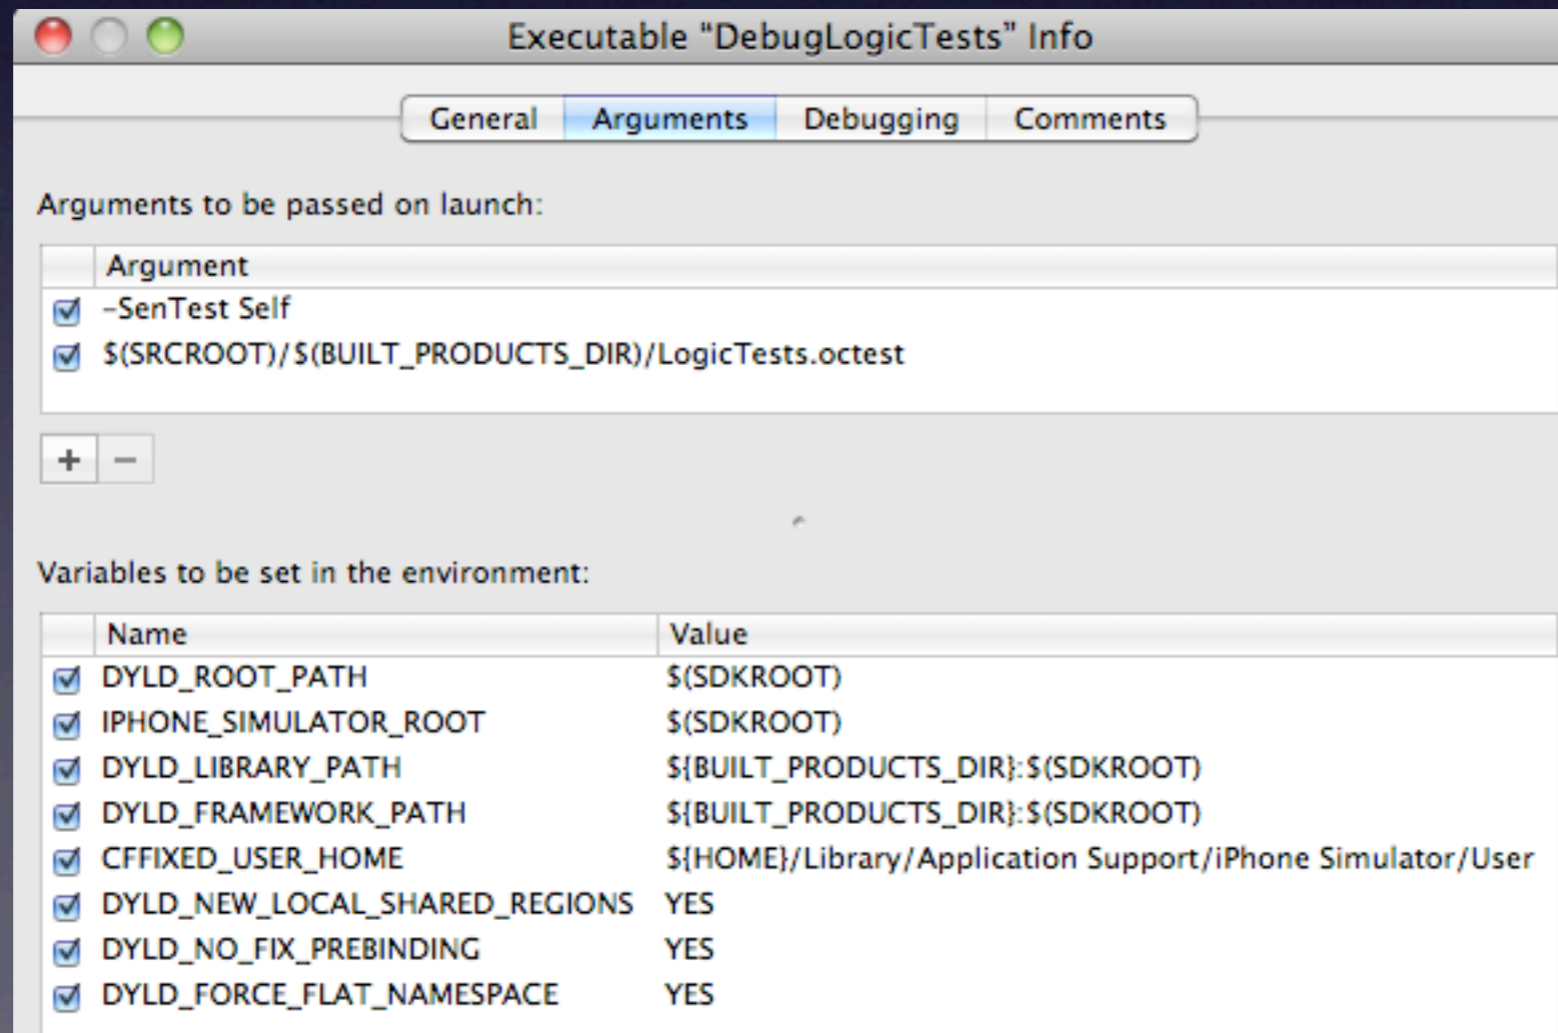 Executable “DebugLogicTests” Info
General Arguments Debugging Comments
Arguments to be passed on launch:
Argument
-SenTest Self
$(SRCROOT)/$(BUILT_PRODUCTS_DIR)/LogicTests.octest
+ −
Variables to be set in the environment:
Name Value
DYLD_ROOT_PATH $(SDKROOT)
IPHONE_SIMULATOR_ROOT $(SDKROOT)
DYLD_LIBRARY_PATH ${BUILT_PRODUCTS_DIR}:$(SDKROOT)
DYLD_FRAMEWORK_PATH ${BUILT_PRODUCTS_DIR}:$(SDKROOT)
CFFIXED_USER_HOME ${HOME}/Library/Application Support/iPhone Simulator/User
DYLD_NEW_LOCAL_SHARED_REGIONS YES
DYLD_NO_FIX_PREBINDING YES
DYLD_FORCE_FLAT_NAMESPACE YES